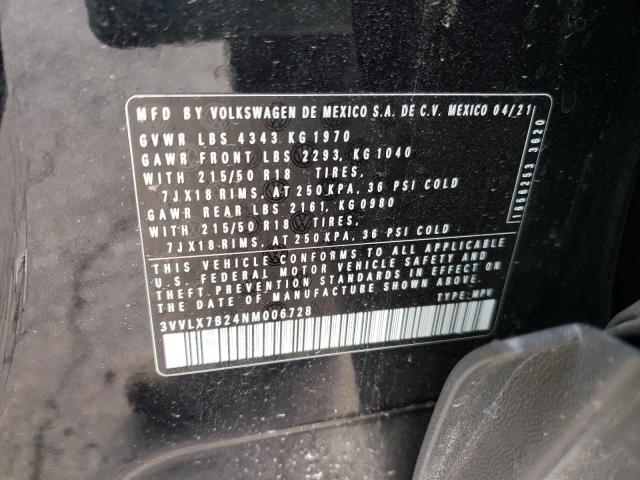 MFD BY VOLKSWAGEN DE MEXICO S.A. DE C.V. MEXICO 04/21
GVWR LBS 4343 KG 1970
GAWR FRONT LBS 2293, KG 1040
WITH 215/50 R18 TIRES,
7JX18 RIMS, AT 250 KPA, 36 PSI COLD
GAWR REAR LBS 2161, KG 0980
WITH 215/50 R18 TIRES,
7JX18 RIMS, AT 250 KPA, 36 PSI COLD
THIS VEHICLE CONFORMS TO ALL APPLICABLE
U.S. FEDERAL MOTOR VEHICLE SAFETY AND
THEFT PREVENTION STANDARDS IN EFFECT ON
THE DATE OF MANUFACTURE SHOWN ABOVE.
3VVLX7B24NM006728 TYPE: MPV
1066253 3620